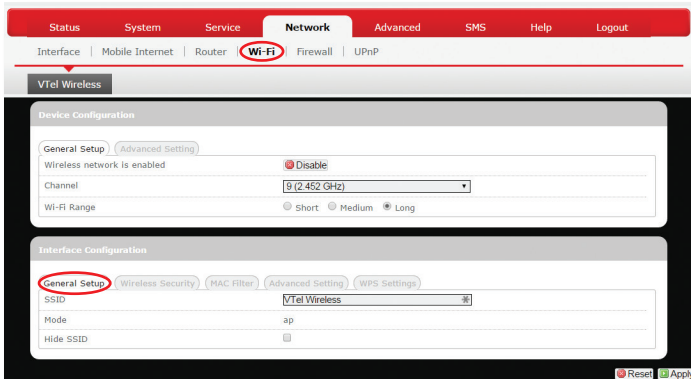 Status System Service Network Advanced SMS Help Logout
Interface | Mobile Internet | Router | Wi-Fi | Firewall | UPnP
VTel Wireless
Device Configuration
General Setup Advanced Setting
Wireless network is enabled Disable
Channel 9 (2.452 GHz)
Wi-Fi Range Short Medium Long
Interface Configuration
General Setup Wireless Security MAC Filter Advanced Setting WPS Settings
SSID VTel Wireless
Mode ap
Hide SSID
Reset Apply